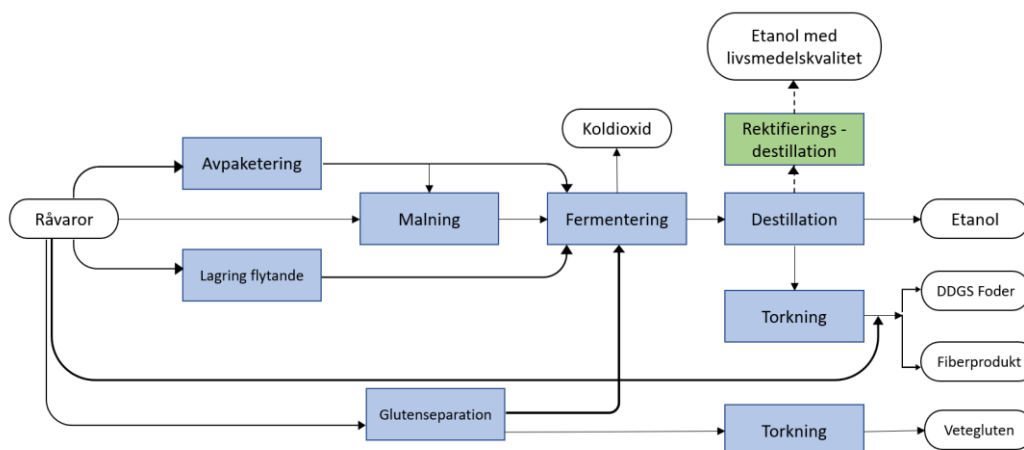 Etanol med
livsmedelskvalitet
Koldioxid
Rektifierings -
destillation
Avpaketering
Råvaror
Malning
Fermentering
Destillation
Etanol
Lagring flytande
DDGS Foder
Torkning
Fiberprodukt
Glutenseparation
Torkning
Vetegluten